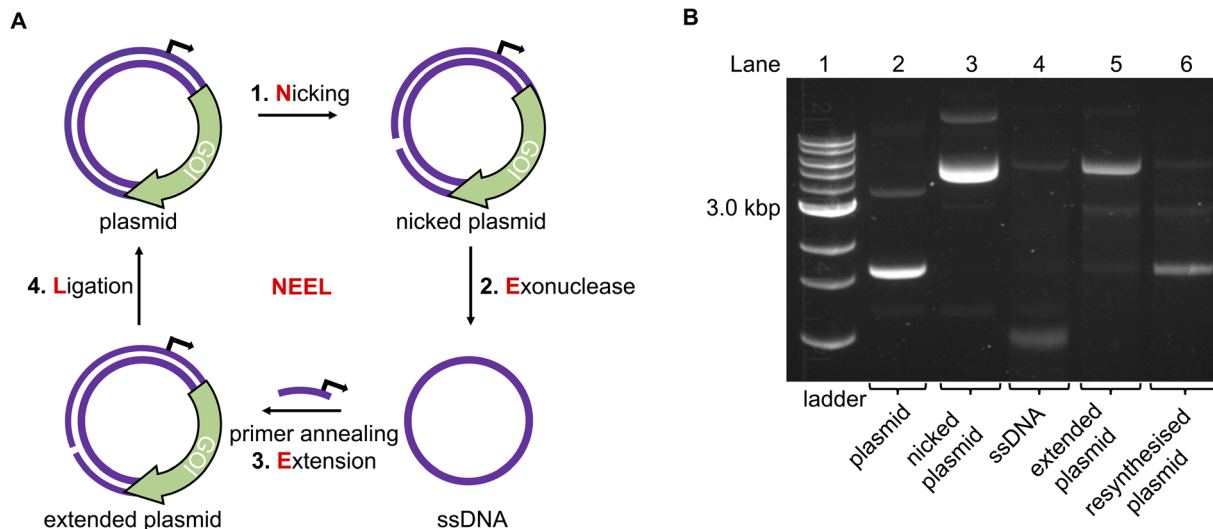 A
plasmid
GOI
1. Nicking
nicked plasmid
GOI
4. Ligation
NEEL
2. Exonuclease
extended plasmid
GOI
primer annealing
3. Extension
ssDNA
B
Lane 1 2 3 4 5 6
3.0 kbp
ladder
plasmid
nicked
plasmid
ssDNA
extended
plasmid
resynthesised
plasmid